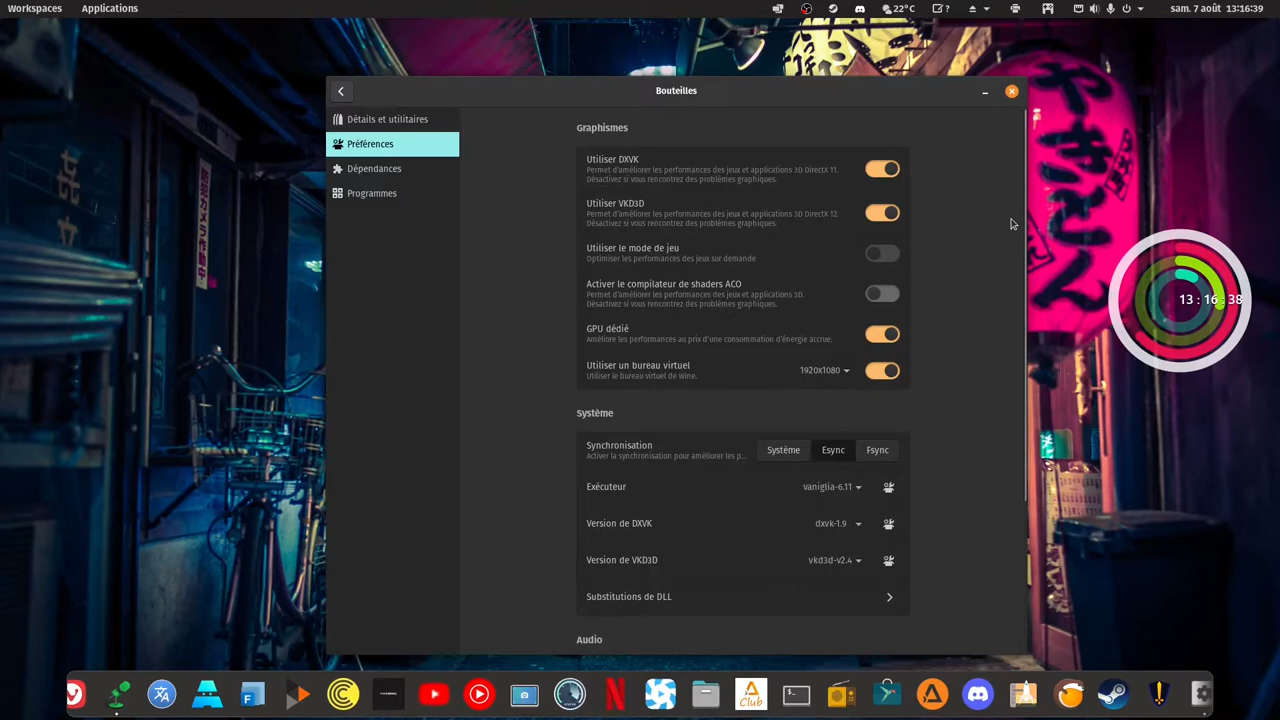 Workspaces
Applications
22°C
?
sam. 7 août 13:16:39
Bouteilles
Détails et utilitaires
Préférences
Dépendances
Programmes
Graphismes
Utiliser DXVK
Permet d'améliorer les performances des jeux et applications 3D DirectX 11.
Désactivez si vous rencontrez des problèmes graphiques.
Utiliser VKD3D
Permet d'améliorer les performances des jeux et applications 3D DirectX 12.
Désactivez si vous rencontrez des problèmes graphiques.
Utiliser le mode de jeu
Optimiser les performances des jeux sur demande
Activer le compilateur de shaders ACO
Permet d'améliorer les performances des jeux et applications 3D.
Désactivez si vous rencontrez des problèmes graphiques.
GPU dédié
Améliore les performances au prix d'une consommation d'énergie accrue.
Utiliser un bureau virtuel
Utiliser le bureau virtuel de Wine.
1920x1080
Système
Synchronisation
Activer la synchronisation pour améliorer les p...
Système
Esync
Fsync
Exécuteur
vaniglia-6.11
Version de DXVK
dxvk-1.9
Version de VKD3D
vkd3d-v2.4
Substitutions de DLL
Audio
13 : 16 : 38
やきとん
Club